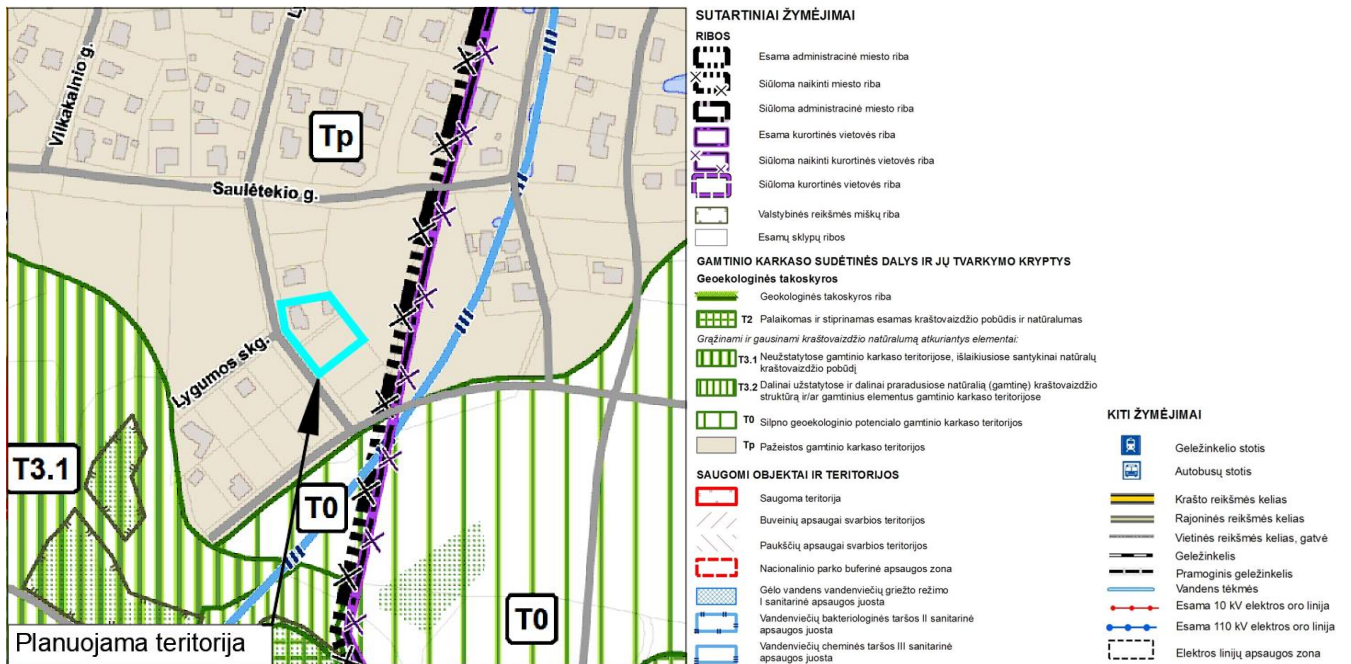 Vilkakalnio g.
Tp
Saulėtekio g.
Lygumos skg.
T3.1
T0
T0
Planuojama teritorija
SUTARTINIAI ŽYMĖJIMAI
RIBOS
Esama administracinė miesto riba
Siūloma naikinti miesto riba
Siūloma administracinė miesto riba
Esama kurortinės vietovės riba
Siūloma naikinti kurortinės vietovės riba
Siūloma kurortinės vietovės riba
Valstybinės reikšmės miškų riba
Esamų sklypų ribos
GAMTINIO KARKASO SUDĖTINĖS DALYS IR JŲ TVARKYMO KRYPTYS
Geoekologinės takoskyros
Geokologinės takoskyros riba
T2 Palaikomas ir stiprinamas esamas kraštovaizdžio pobūdis ir natūralumas
Grąžinami ir gausinami kraštovaizdžio natūralumą atkuriantys elementai:
T3.1 Neužstatytose gamtinio karkaso teritorijose, išlaikiusiose santykinai natūralų
kraštovaizdžio pobūdį
T3.2 Dalinai užstatytose ir dalinai praradusiose natūralią (gamtinę) kraštovaizdžio
struktūrą ir/ar gamtinius elementus gamtinio karkaso teritorijose
T0 Silpno geoekologinio potencialo gamtinio karkaso teritorijos
Tp Pažeistos gamtinio karkaso teritorijos
SAUGOMI OBJEKTAI IR TERITORIJOS
Saugoma teritorija
Buveinių apsaugai svarbios teritorijos
Paukščių apsaugai svarbios teritorijos
Nacionalinio parko buferinė apsaugos zona
Gėlo vandens vandenviečių griežto režimo
I sanitarinė apsaugos juosta
Vandenviečių bakteriologinės taršos II sanitarinė
apsaugos juosta
Vandenviečių cheminės taršos III sanitarinė
apsaugos juosta
KITI ŽYMĖJIMAI
Geležinkelio stotis
Autobusų stotis
Krašto reikšmės kelias
Rajoninės reikšmės kelias
Vietinės reikšmės kelias, gatvė
Geležinkelis
Pramoginis geležinkelis
Vandens tėkmės
Esama 10 kV elektros oro linija
Esama 110 kV elektros oro linija
Elektros linijų apsaugos zona